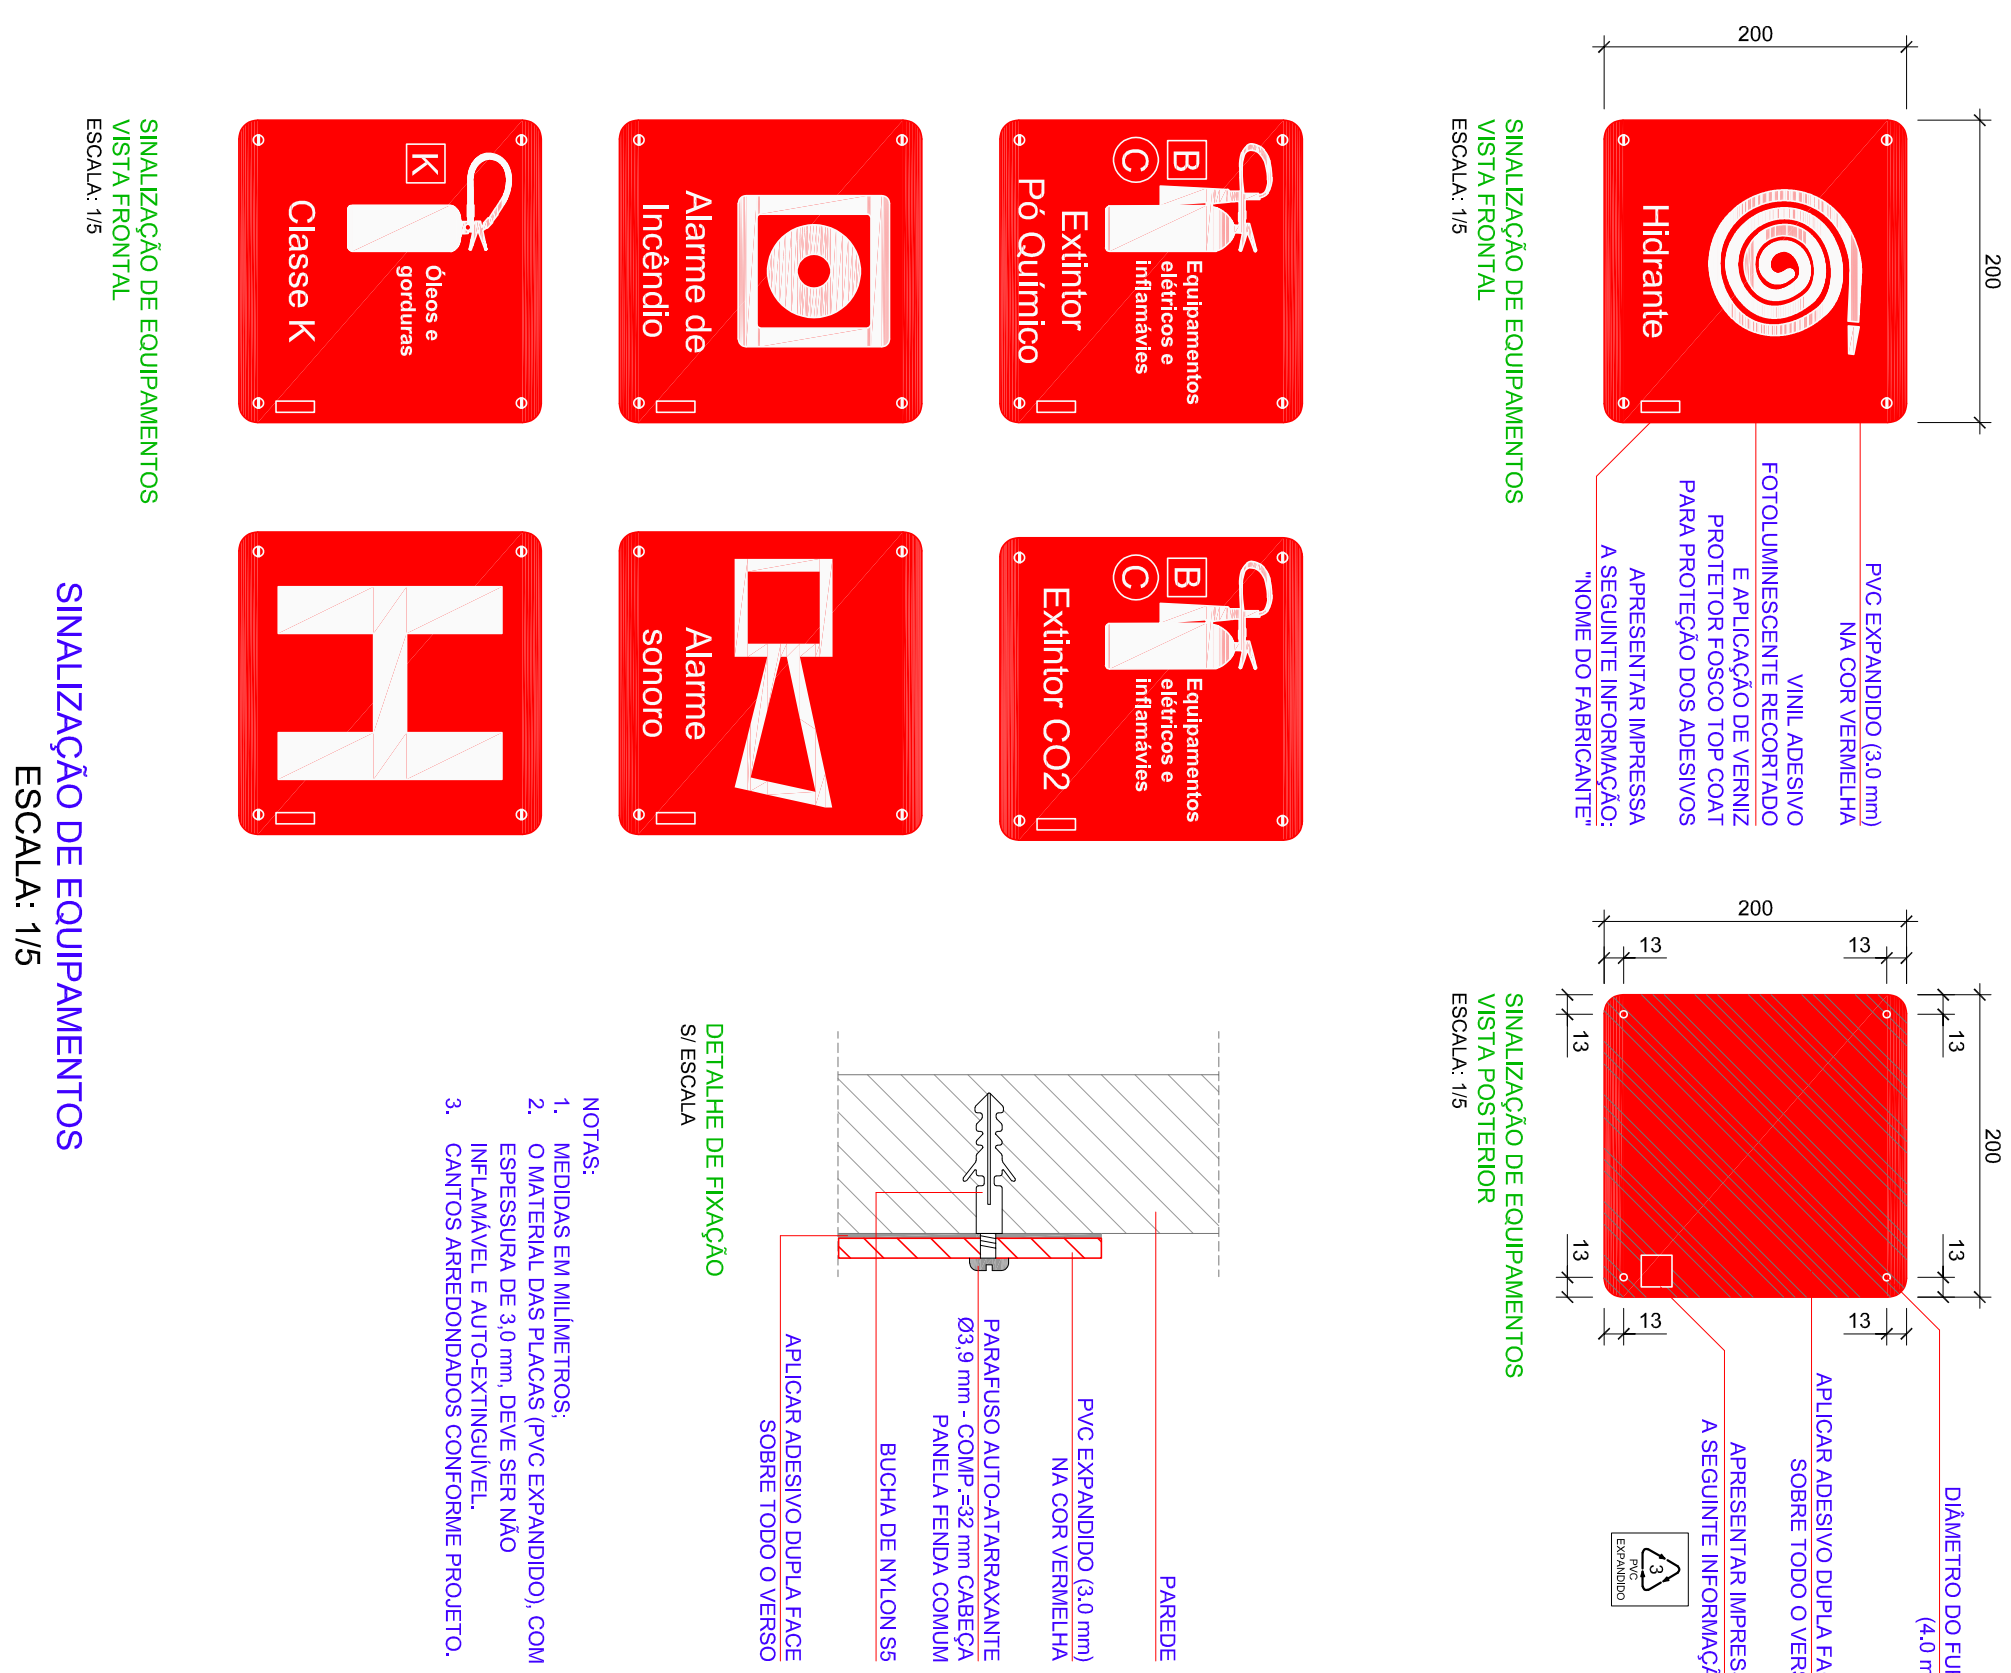 200
200
Hidrante
PVC EXPANDIDO (3.0 mm)
NA COR VERMELHA
VINIL ADESIVO
FOTOLUMINESCENTE RECORTADO
E APLICAÇÃO DE VERNIZ
PROTETOR FOSCO TOP COAT
PARA PROTEÇÃO DOS ADESIVOS
APRESENTAR IMPRESSA
A SEGUINTE INFORMAÇÃO:
"NOME DO FABRICANTE"
SINALIZAÇÃO DE EQUIPAMENTOS
VISTA FRONTAL
ESCALA: 1/5
200
200
13
13
13
13
13
13
13
13
DIÂMETRO DO
(4.0
APLICAR ADESIVO DUPLA
SOBRE TODO O
APRESENTAR
A SEGUINTE
3
PVC
EXPANDIDO
SINALIZAÇÃO DE EQUIPAMENTOS
VISTA POSTERIOR
ESCALA: 1/5
B
C
Equipamentos
elétricos e
inflamávies
Extintor
Pó Químico
B
C
Equipamentos
elétricos e
inflamávies
Extintor CO2
Alarme de
Incêndio
Alarme
sonoro
K
Óleos e
gorduras
Classe K
H
SINALIZAÇÃO DE EQUIPAMENTOS
VISTA FRONTAL
ESCALA: 1/5
PAREDE
PVC EXPANDIDO (3.0 mm)
NA COR VERMELHA
PARAFUSO AUTO-ATARRAXANTE
Ø3,9 mm - COMP.=32 mm CABEÇA
PANELA FENDA COMUM
BUCHA DE NYLON S5
APLICAR ADESIVO DUPLA FACE
SOBRE TODO O VERSO
DETALHE DE FIXAÇÃO
S/ ESCALA
NOTAS:
1. MEDIDAS EM MILÍMETROS;
2. O MATERIAL DAS PLACAS (PVC EXPANDIDO), COM
ESPESSURA DE 3,0 mm, DEVE SER NÃO
INFLAMÁVEL E AUTO-EXTINGUÍVEL.
3. CANTOS ARREDONDADOS CONFORME PROJETO.
SINALIZAÇÃO DE EQUIPAMENTOS
ESCALA: 1/5